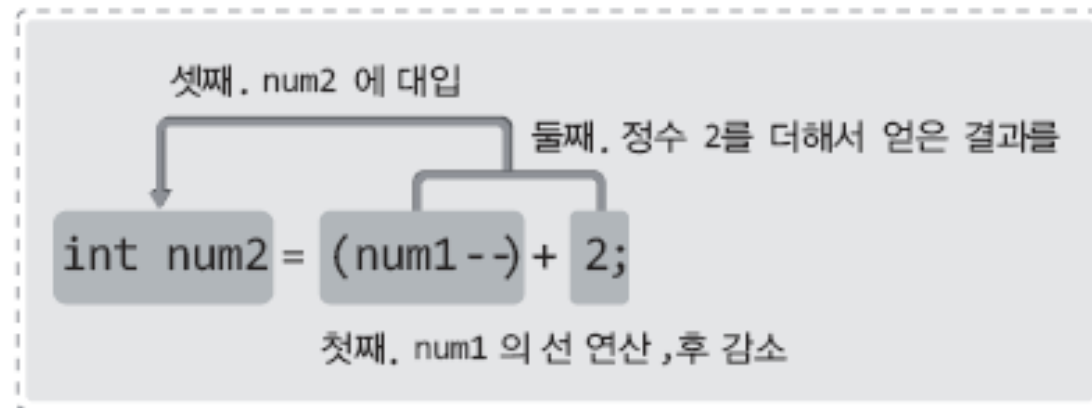 셋째. num2 에 대입
둘째. 정수 2를 더해서 얻은 결과를
int num2 = (num1--) + 2;
첫째. num1 의 선 연산 ,후 감소